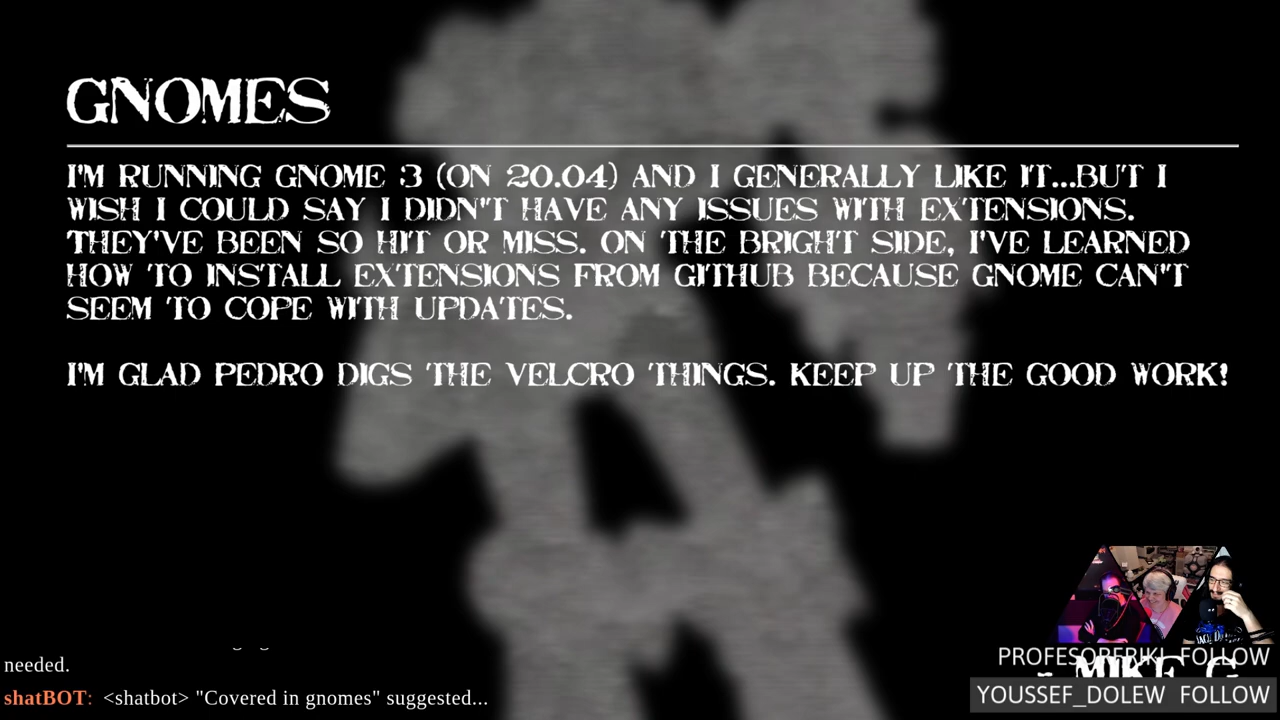 GNOMES
I'M RUNNING GNOME 3 (ON 20.04) AND I GENERALLY LIKE IT...BUT I
WISH I COULD SAY I DIDN'T HAVE ANY ISSUES WITH EXTENSIONS.
THEY'VE BEEN SO HIT OR MISS. ON THE BRIGHT SIDE, I'VE LEARNED
HOW TO INSTALL EXTENSIONS FROM GITHUB BECAUSE GNOME CAN'T
SEEM TO COPE WITH UPDATES.
I'M GLAD PEDRO DIGS THE VELCRO THINGS. KEEP UP THE GOOD WORK!
needed.
shatBOT: <shatbot> "Covered in gnomes" suggested...
PROFESORFRIKI FOLLOW
- MIKE G
YOUSSEF_DOLEW FOLLOW